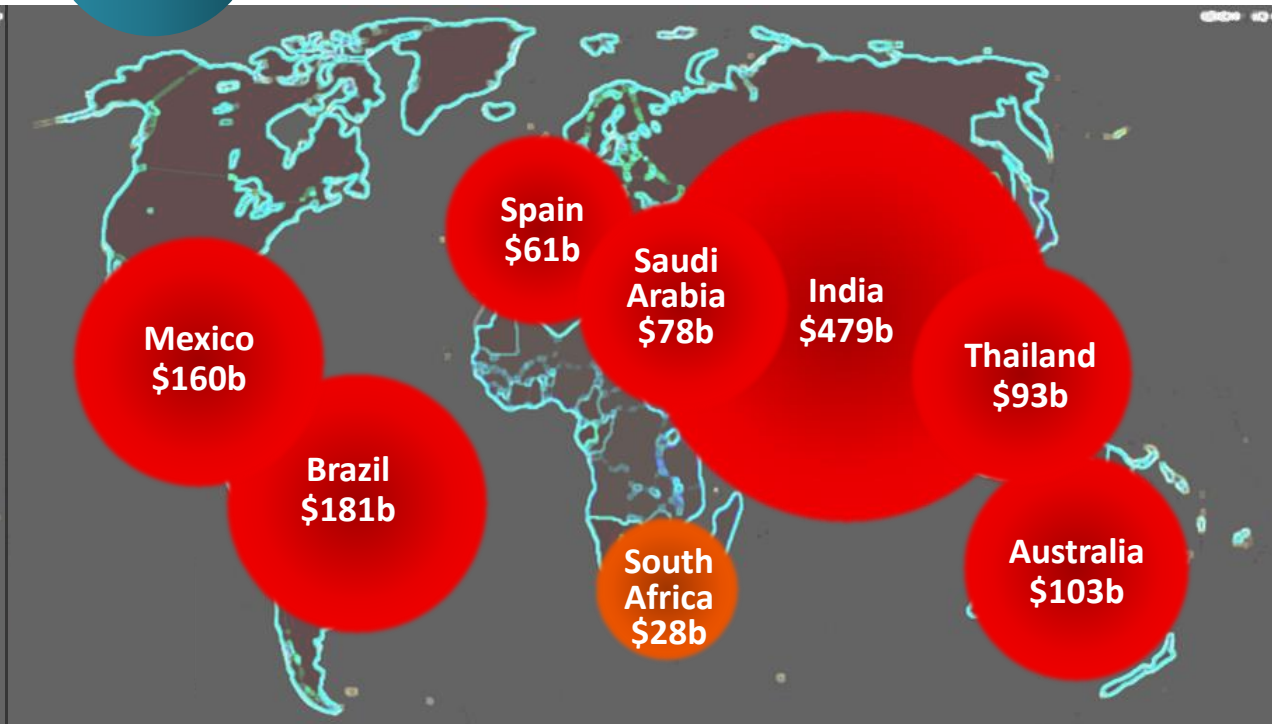 Spain
$61b
Saudi
Arabia
$78b
India
$479b
Mexico
$160b
Thailand
$93b
Brazil
$181b
South
Africa
$28b
Australia
$103b